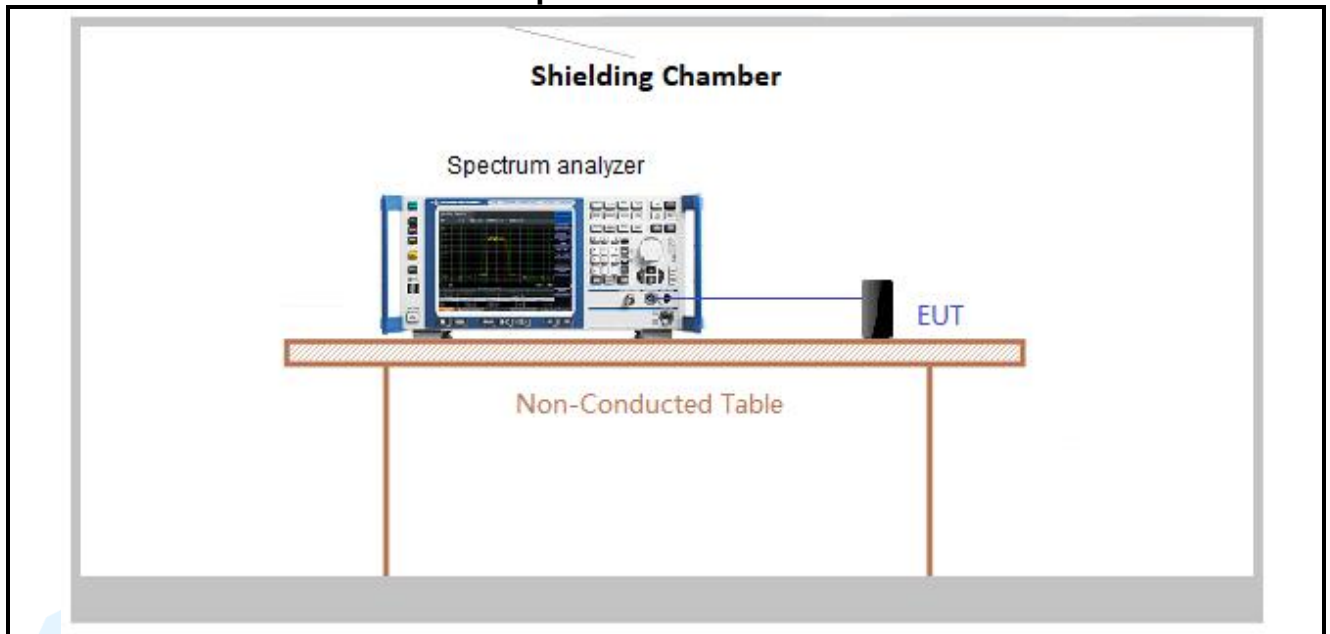 Shielding Chamber
Spectrum analyzer
EUT
Non-Conducted Table